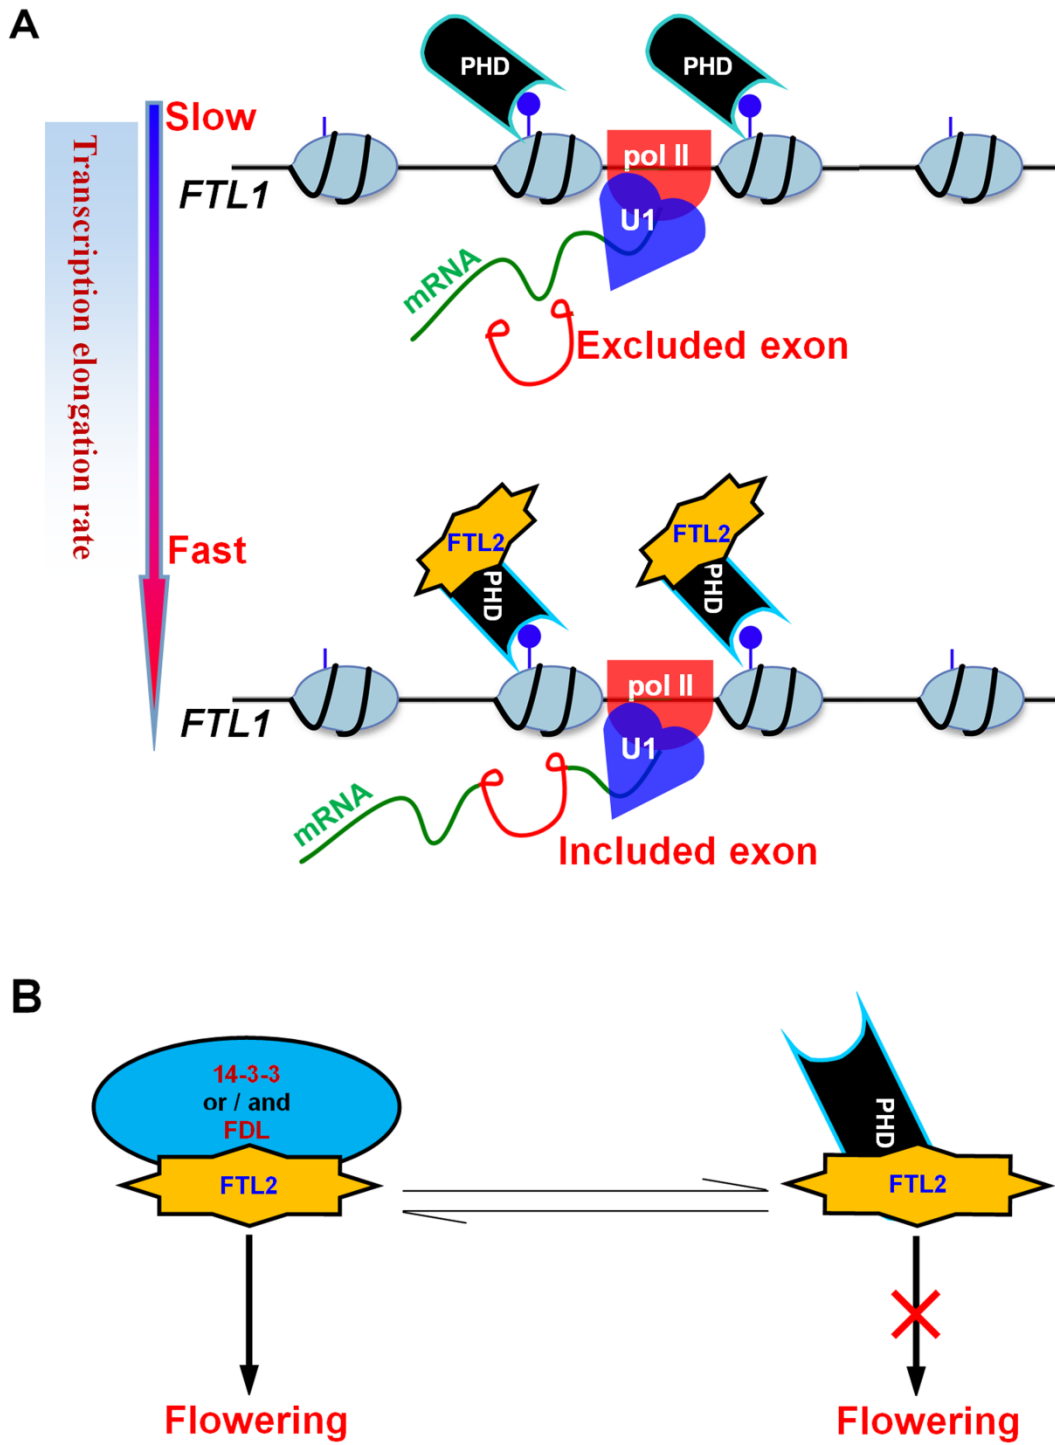 A
PHD
PHD
Slow
Transcription elongation rate
pol II
FTL1
U1
mRNA
Excluded exon
FTL2
FTL2
PHD
PHD
Fast
pol II
FTL1
U1
mRNA
Included exon
B
14-3-3
or / and
FDL
PHD
FTL2
FTL2
Flowering
Flowering